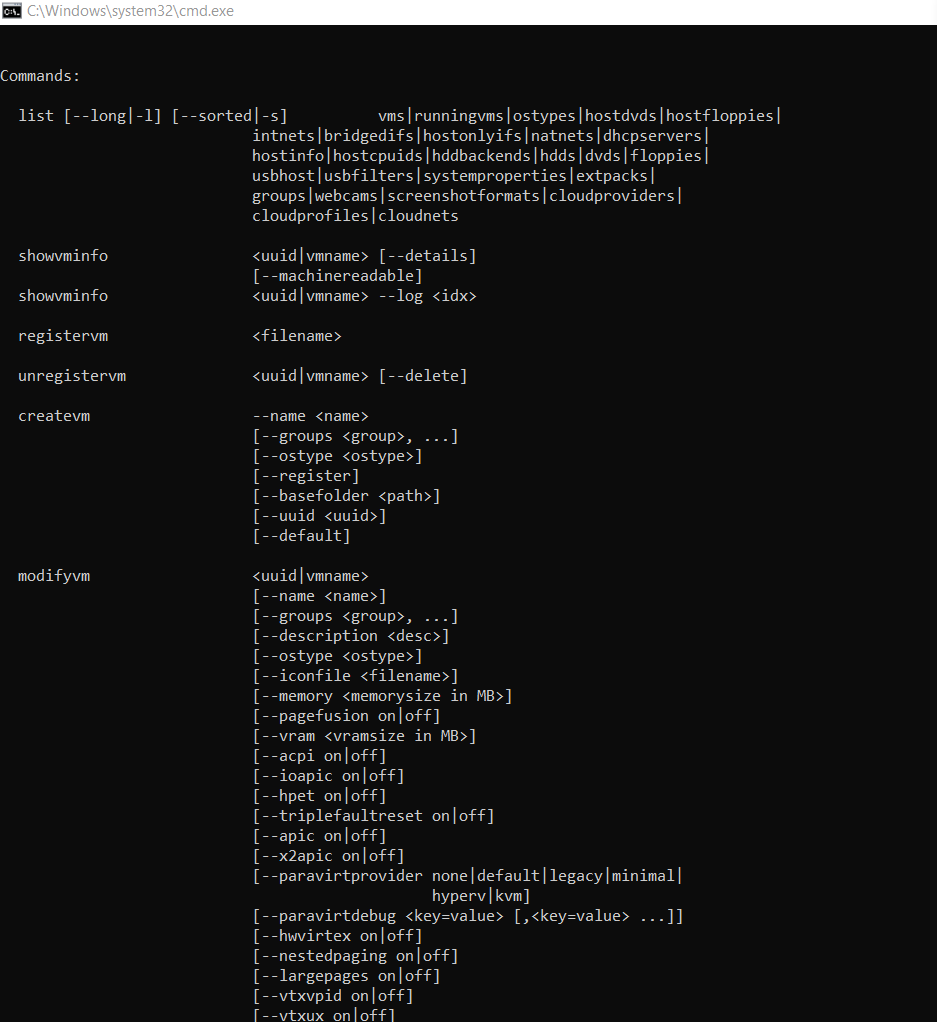 C:\Windows\system32\cmd.exe
Commands:
list [--long|-l] [--sorted|-s] vms|runningvms|ostypes|hostdvds|hostfloppies|
intnets|bridgedifs|hostonlyifs|natnets|dhcpservers|
hostinfo|hostcpuids|hddbackends|hdds|dvds|floppies|
usbhost|usbfilters|systemproperties|extpacks|
groups|webcams|screenshotformats|cloudproviders|
cloudprofiles|cloudnets
showvminfo <uuid|vmname> [--details]
[--machinereadable]
showvminfo <uuid|vmname> --log <idx>
registervm <filename>
unregistervm <uuid|vmname> [--delete]
createvm --name <name>
[--groups <group>, ...]
[--ostype <ostype>]
[--register]
[--basefolder <path>]
[--uuid <uuid>]
[--default]
modifyvm <uuid|vmname>
[--name <name>]
[--groups <group>, ...]
[--description <desc>]
[--ostype <ostype>]
[--iconfile <filename>]
[--memory <memorysize in MB>]
[--pagefusion on|off]
[--vram <vramsize in MB>]
[--acpi on|off]
[--ioapic on|off]
[--hpet on|off]
[--triplefaultreset on|off]
[--apic on|off]
[--x2apic on|off]
[--paravirtprovider none|default|legacy|minimal|
hyperv|kvm]
[--paravirtdebug <key=value> [,<key=value> ...]]
[--hwvirtex on|off]
[--nestedpaging on|off]
[--largepages on|off]
[--vtxvpid on|off]
[--vtxux on|off]